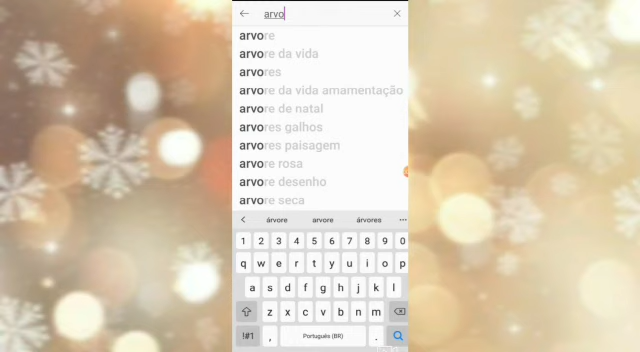 arvo
arvore
arvore da vida
arvores
arvore da vida amamentação
arvore de natal
arvores galhos
arvores paisagem
arvore rosa
arvore desenho
arvore seca
árvore arvore árvores
1 2 3 4 5 6 7 8 9 0
q w e r t y u i o p
a s d f g h j k l
z x c v b n m
!#1 , Português (BR) .